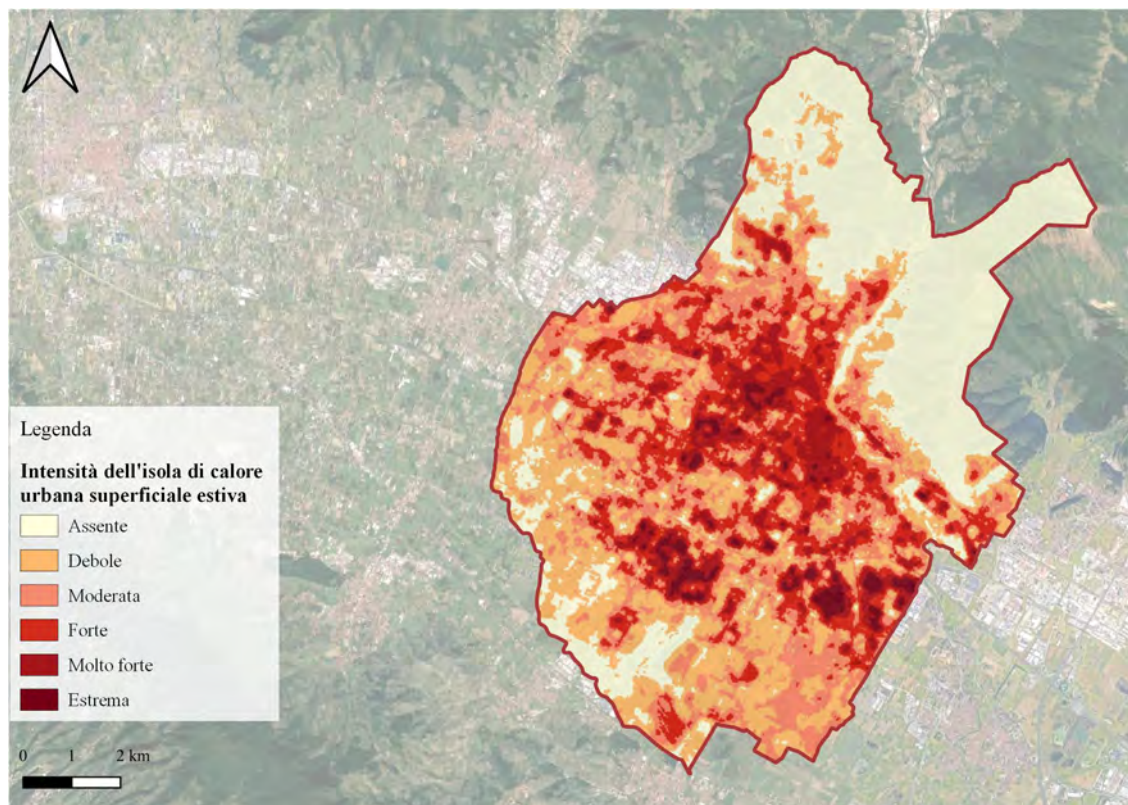 Legenda
Intensità dell'isola di calore
urbana superficiale estiva
Assente
Debole
Moderata
Forte
Molto forte
Estrema
0 1 2 km